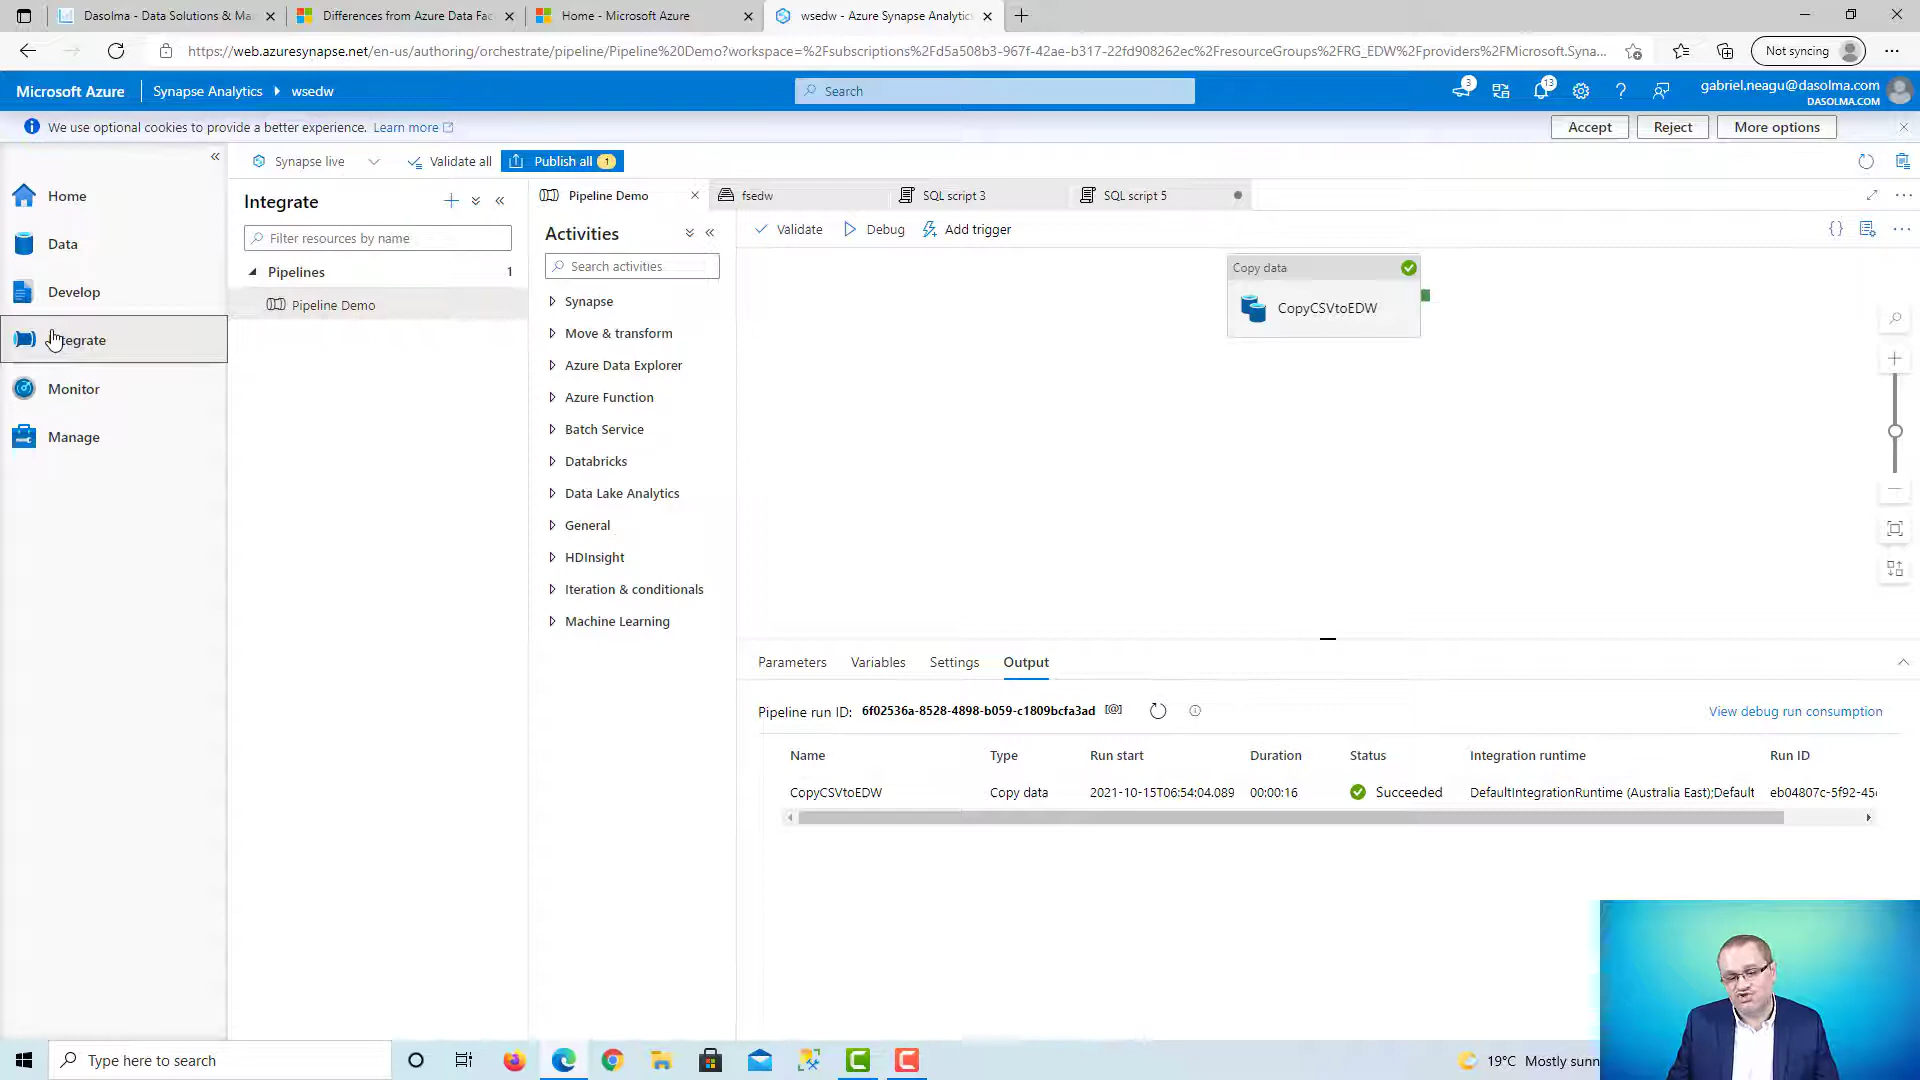 Dasolma - Data Solutions & Ma
Differences from Azure Data Fac
Home - Microsoft Azure
wsedw - Azure Synapse Analytics
https://web.azuresynapse.net/en-us/authoring/orchestrate/pipeline/Pipeline%20Demo?workspace=%2Fsubscriptions%2Fd5a508b3-967f-42ae-b317-22fd908262ec%2FresourceGroups%2FRG_EDW%2Fproviders%2FMicrosoft.Syna...
Not syncing
Microsoft Azure
Synapse Analytics
wsedw
Search
3
13
?
gabriel.neagu@dasolma.com
DASOLMA.COM
We use optional cookies to provide a better experience. Learn more
Accept
Reject
More options
Synapse live
Validate all
Publish all 1
Home
Data
Develop
tegrate
Monitor
Manage
Integrate
Filter resources by name
Pipelines
1
Pipeline Demo
Pipeline Demo
fsedw
SQL script 3
SQL script 5
Activities
Search activities
Synapse
Move & transform
Azure Data Explorer
Azure Function
Batch Service
Databricks
Data Lake Analytics
General
HDInsight
Iteration & conditionals
Machine Learning
Validate
Debug
Add trigger
{}
Copy data
CopyCSVtoEDW
Parameters
Variables
Settings
Output
Pipeline run ID: 6f02536a-8528-4898-b059-c1809bcfa3ad [@]
View debug run consumption
Name
Type
Run start
Duration
Status
Integration runtime
Run ID
CopyCSVtoEDW
Copy data
2021-10-15T06:54:04.089
00:00:16
Succeeded
DefaultIntegrationRuntime (Australia East);Default
eb04807c-5f92-45
Type here to search
19°C Mostly sunn